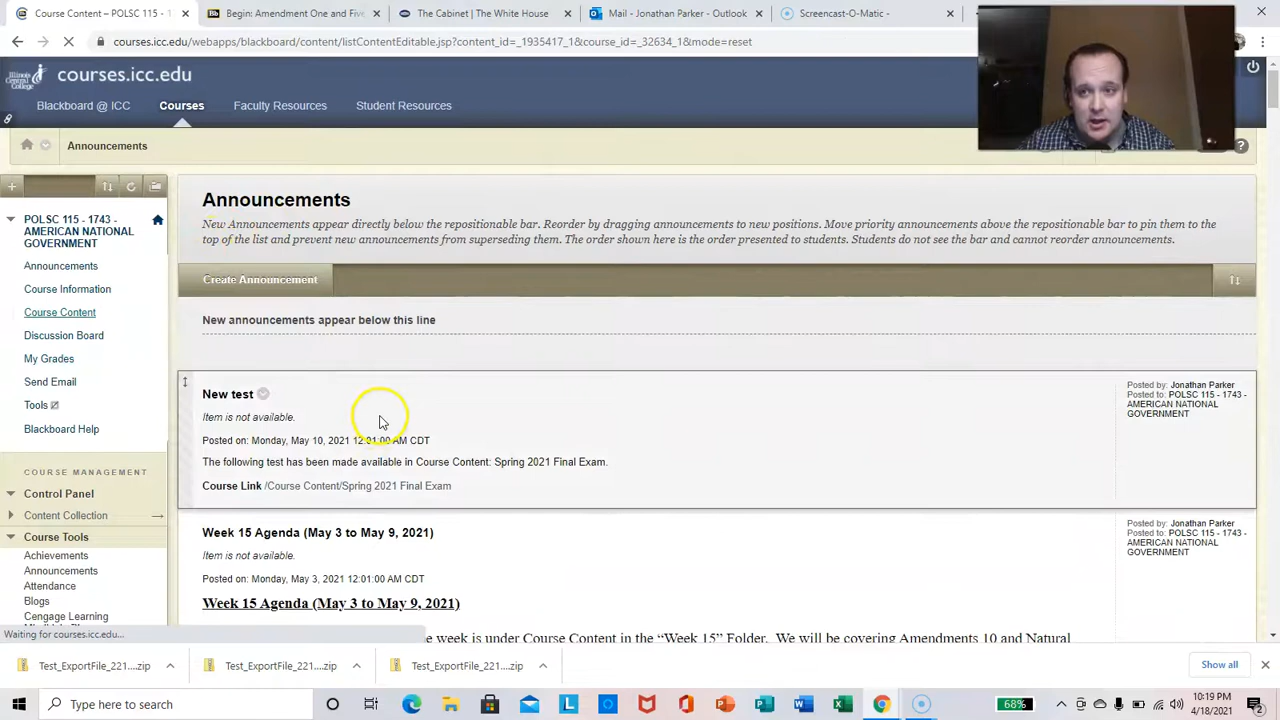 Course Content – POLSC 115 - 1
Begin: Amendment One and Five
The Cabinet | The White House
Mail - Jonathan Parker - Outlook
Screencast-O-Matic -
courses.icc.edu/webapps/blackboard/content/listContentEditable.jsp?content_id=_1935417_1&course_id=_32634_1&mode=reset
Illinois Central College
courses.icc.edu
Blackboard @ ICC
Courses
Faculty Resources
Student Resources
Announcements
POLSC 115 - 1743 -
AMERICAN NATIONAL
GOVERNMENT
Announcements
Course Information
Course Content
Discussion Board
My Grades
Send Email
Tools
Blackboard Help
COURSE MANAGEMENT
Control Panel
Content Collection
Course Tools
Achievements
Announcements
Attendance
Blogs
Cengage Learning
Waiting for courses.icc.edu...
Announcements
New Announcements appear directly below the repositionable bar. Reorder by dragging announcements to new positions. Move priority announcements above the repositionable bar to pin them to the
top of the list and prevent new announcements from superseding them. The order shown here is the order presented to students. Students do not see the bar and cannot reorder announcements.
Create Announcement
New announcements appear below this line
New test
Item is not available.
Posted on: Monday, May 10, 2021 12:01:00 AM CDT
The following test has been made available in Course Content: Spring 2021 Final Exam.
Course Link /Course Content/Spring 2021 Final Exam
Posted by: Jonathan Parker
Posted to: POLSC 115 - 1743 -
AMERICAN NATIONAL
GOVERNMENT
Week 15 Agenda (May 3 to May 9, 2021)
Item is not available.
Posted on: Monday, May 3, 2021 12:01:00 AM CDT
Week 15 Agenda (May 3 to May 9, 2021)
e week is under Course Content in the “Week 15” Folder. We will be covering Amendments 10 and Natural
Posted by: Jonathan Parker
Posted to: POLSC 115 - 1743 -
AMERICAN NATIONAL
GOVERNMENT
Test_ExportFile_221....zip
Test_ExportFile_221....zip
Test_ExportFile_221....zip
Show all
Type here to search
68%
10:19 PM
4/18/2021
2